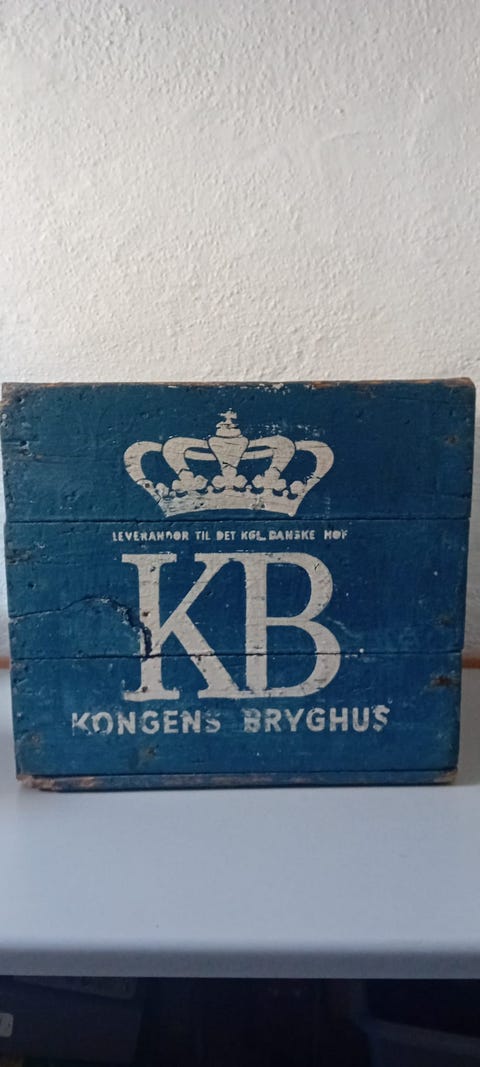 LEVERANDØR TIL DET KGL. DANSKE HOF
KB
KONGENS BRYGHUS